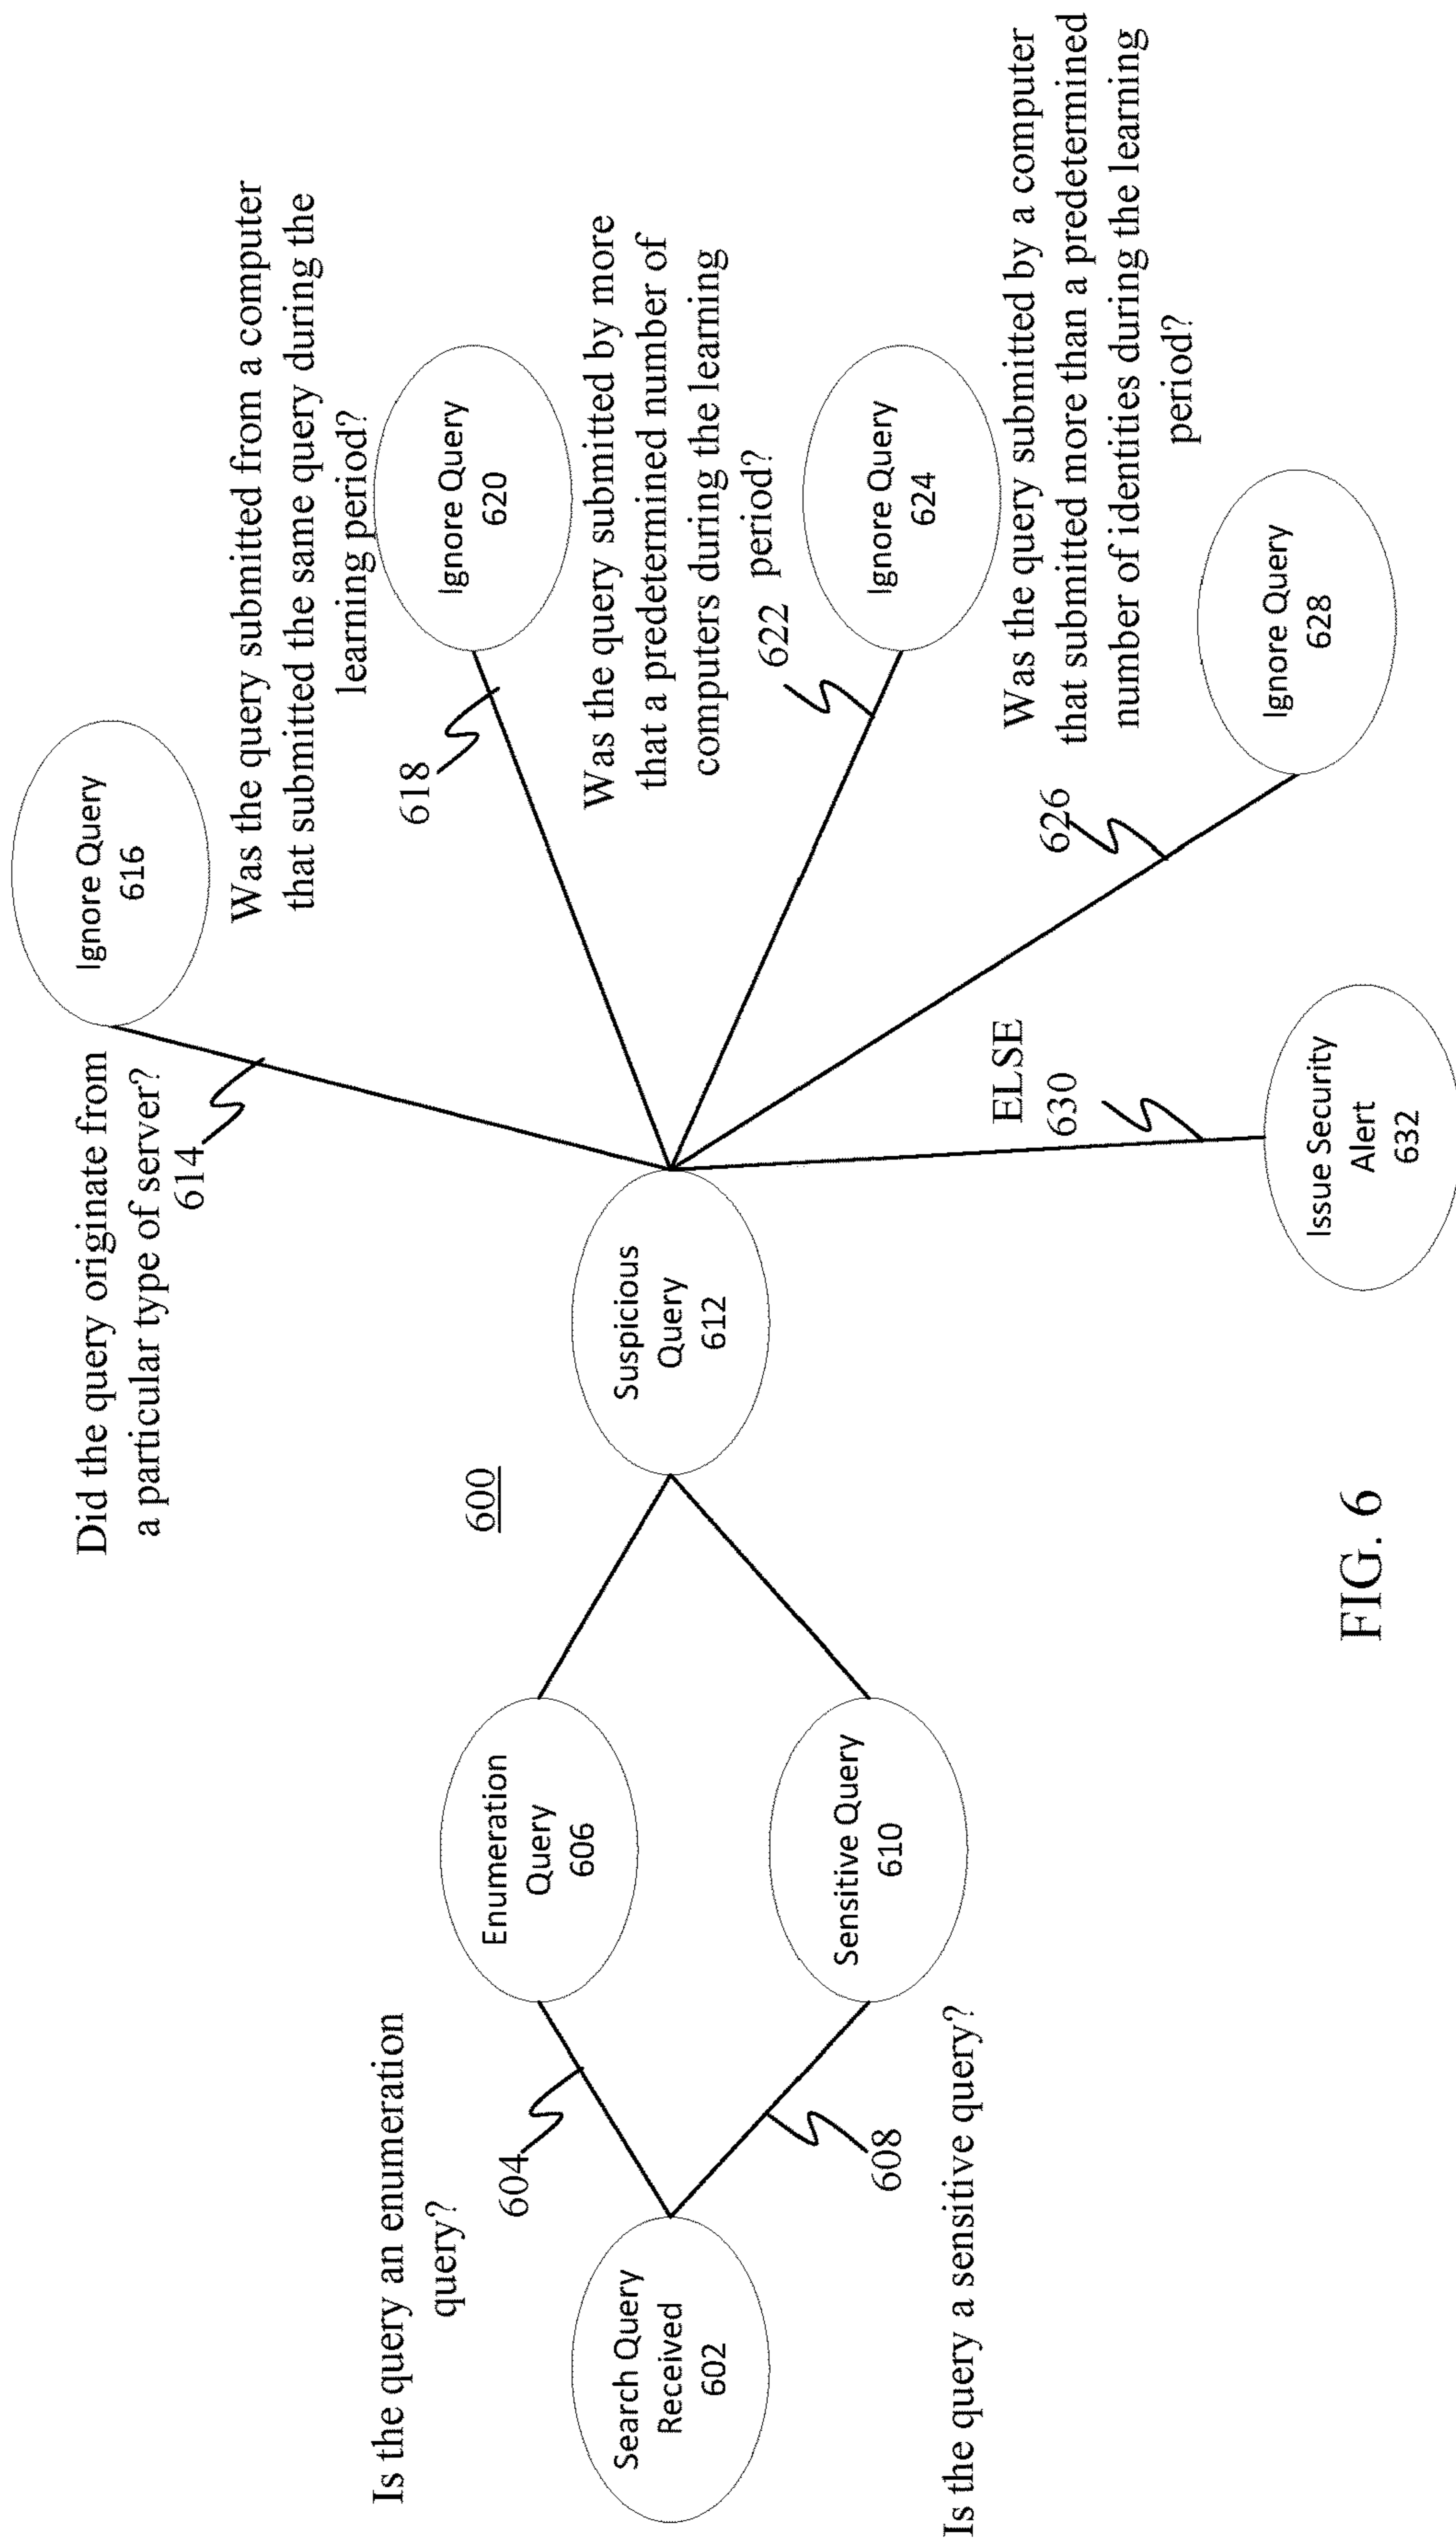 Did the query originate from
a particular type of server?
614
Ignore Query
616
Was the query submitted from a computer
that submitted the same query during the
learning period?
618
Ignore Query
620
Is the query an enumeration
query?
604
Enumeration
Query
606
600
Was the query submitted by more
that a predetermined number of
computers during the learning
period?
622
Ignore Query
624
Search Query
Received
602
Suspicious
Query
612
Sensitive Query
610
608
Is the query a sensitive query?
Was the query submitted by a computer
that submitted more than a predetermined
number of identities during the learning
period?
626
Ignore Query
628
ELSE
630
Issue Security
Alert
632
FIG. 6